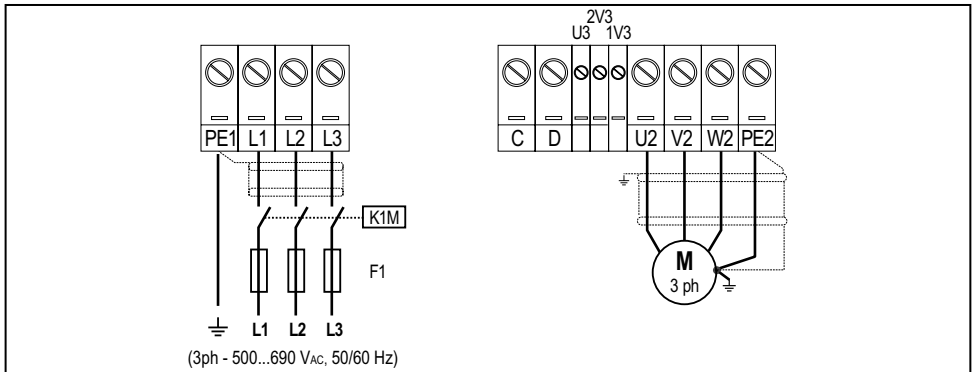 2V3
U3 1V3
PE1 L1 L2 L3
C D U2 V2 W2 PE2
K1M
F1
M
3 ph
L1 L2 L3
(3ph - 500...690 VAC, 50/60 Hz)